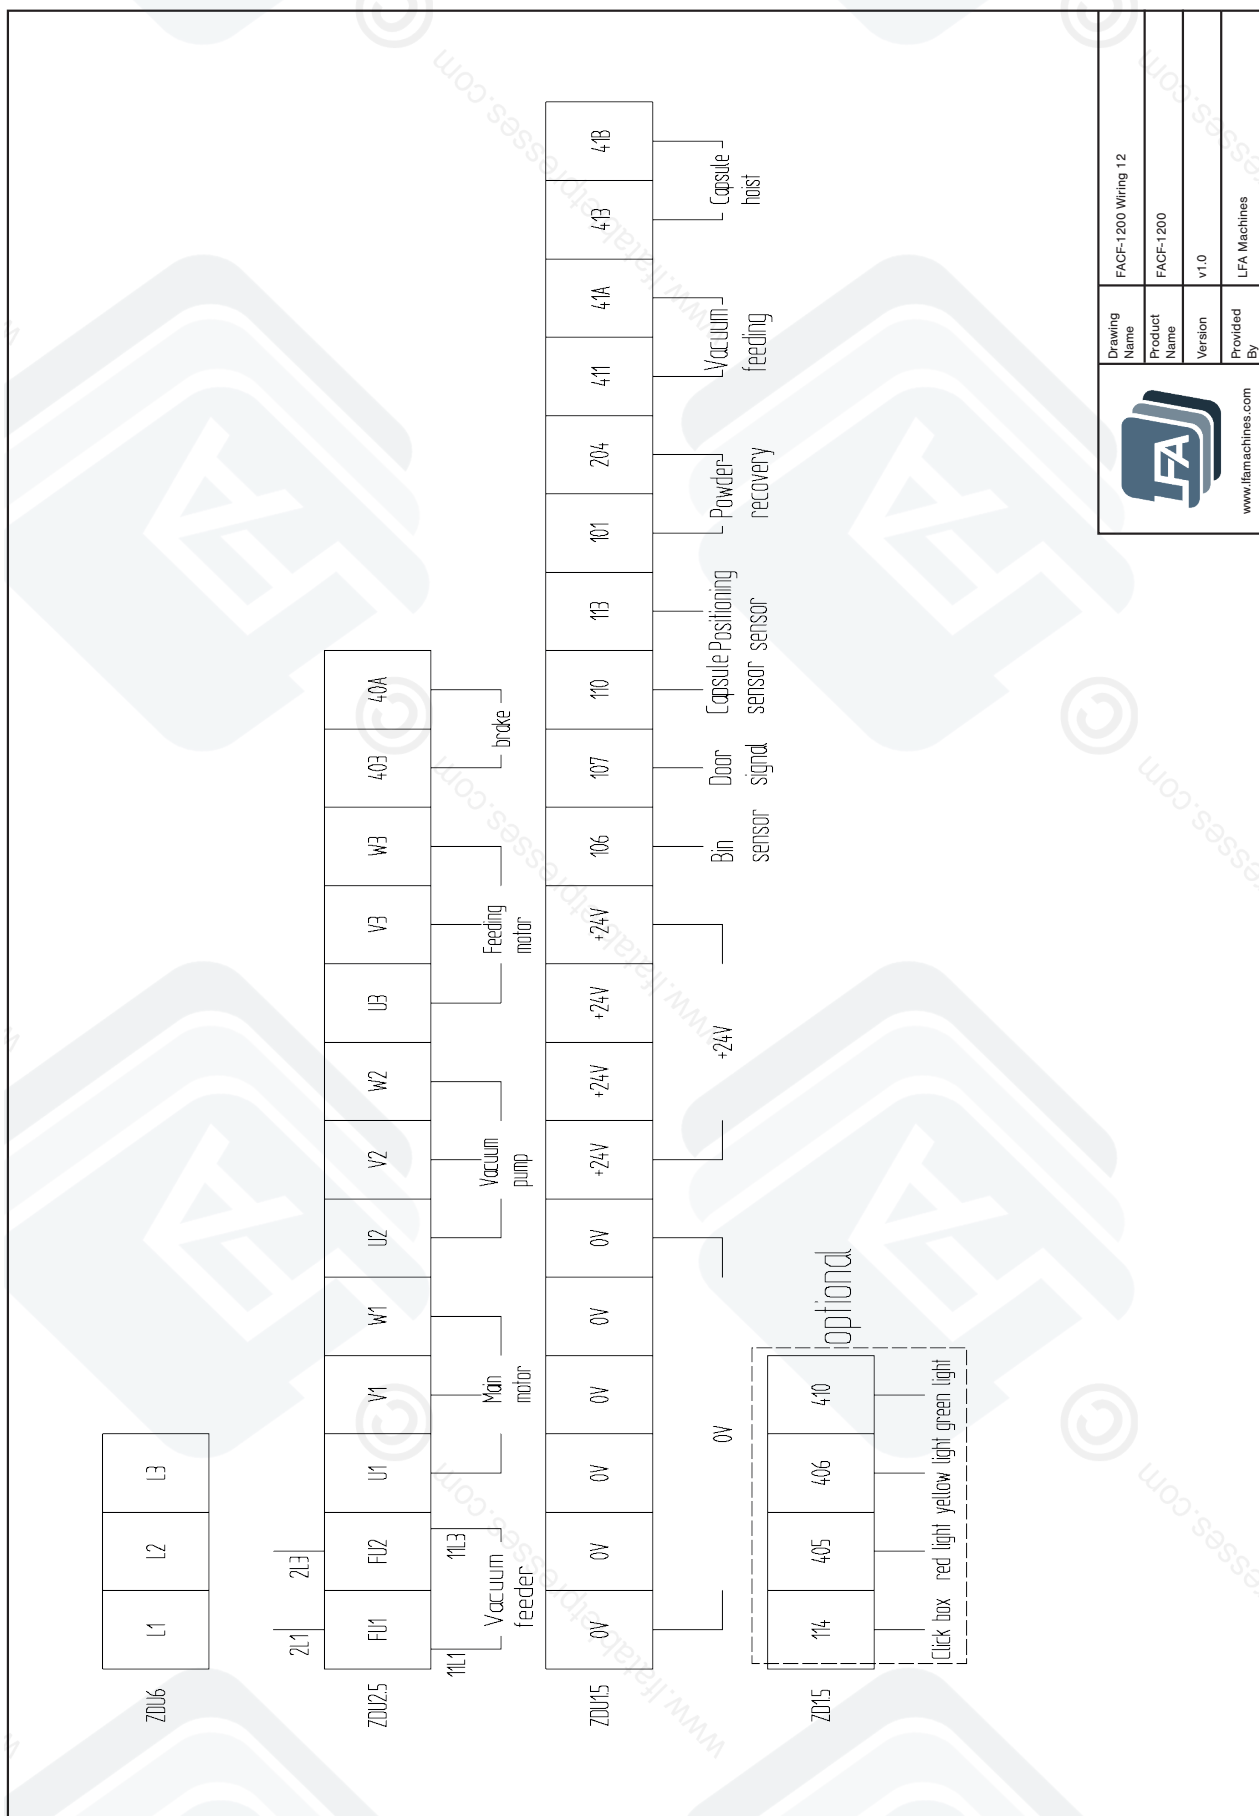 ZDU6 L1 L2 L3
2L1 2L3
ZDU2.5 FU1 FU2 U1 V1 W1 U2 V2 W2 U3 V3 W3 403 40A
11L1 11L3
Vacuum feeder
Main motor
Vacuum pump
Feeding motor
brake
ZDU1.5 0V 0V 0V 0V 0V 0V +24V +24V +24V +24V 106 107 110 113 101 204 411 41A 413 41B
0V
+24V
Bin sensor
Door signal
Capsule sensor
Positioning sensor
Powder recovery
Vacuum feeding
Capsule hoist
optional
ZD1.5 114 405 406 410
Click box red light yellow light green light
LFA
www.lfamachines.com
Drawing Name FACF-1200 Wiring 12
Product Name FACF-1200
Version v1.0
Provided By LFA Machines
www.lfatabletpresses.com ©